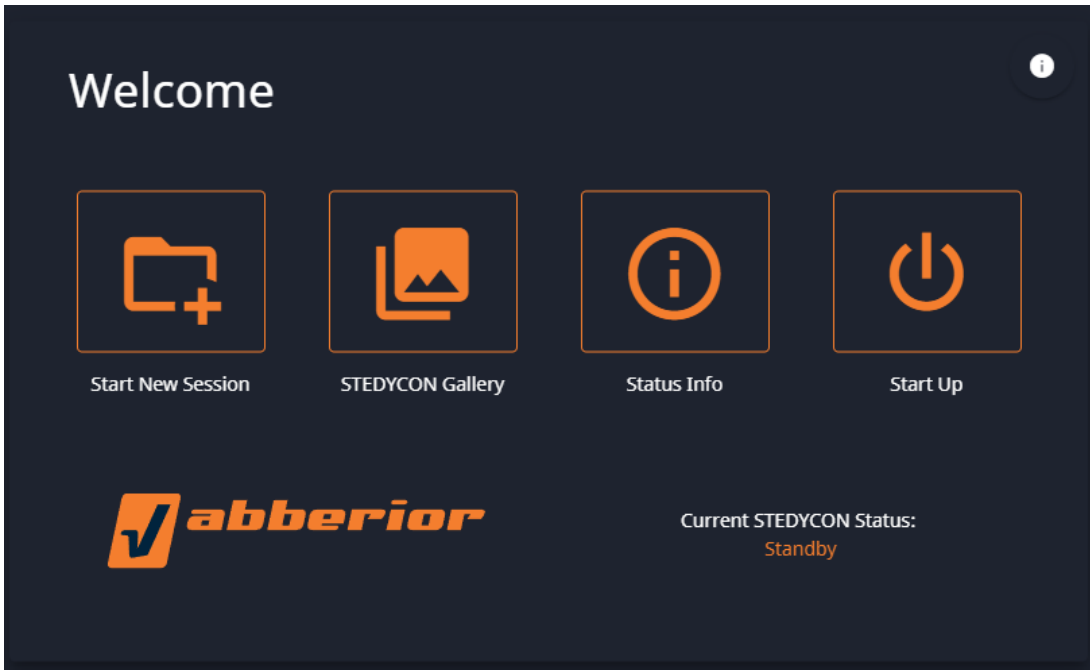 Welcome
Start New Session
STEDYCON Gallery
Status Info
Start Up
abberior
Current STEDYCON Status:
Standby